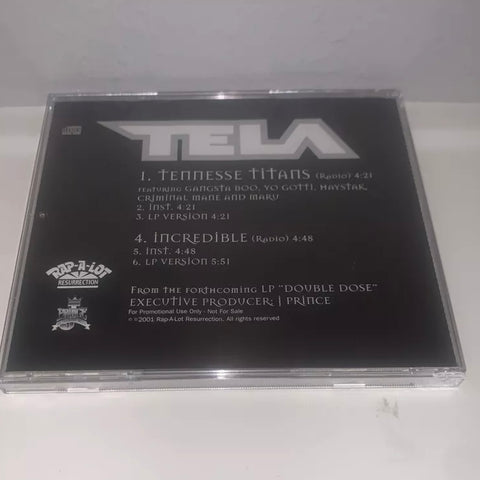 TELA
1. TENNESSE TITANS (Radio) 4:21
FEATURING GANGSTA BOO, YO GOTTI, HAYSTAK,
CRIMINAL MANE AND MARV
2. INST. 4:21
3. LP VERSION 4:21
4. INCREDIBLE (Radio) 4:48
5. INST. 4:48
6. LP VERSION 5:51
RAP-A-LOT
RESURRECTION
FROM THE FORTHCOMING LP "DOUBLE DOSE"
EXECUTIVE PRODUCER J PRINCE
For Promotional Use Only - Not For Sale
℗ ©2001 Rap-A-Lot Resurrection. All rights reserved